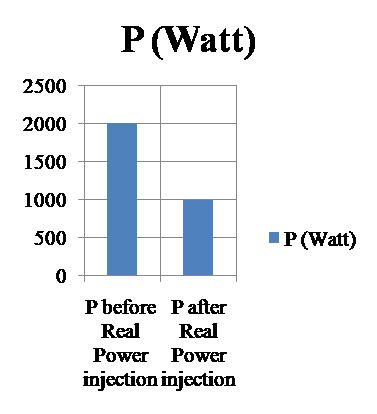 P (Watt)
2500
2000
1500
1000
500
0
P (Watt)
P before
Real
Power
injection
P after
Real
Power
injection